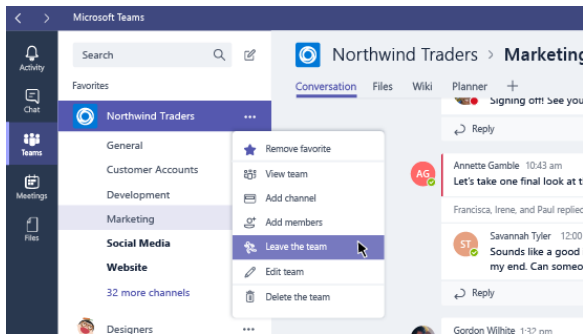 Microsoft Teams
Activity
Chat
Teams
Meetings
Files
Search
Favorites
Northwind Traders
General
Customer Accounts
Development
Marketing
Social Media
Website
32 more channels
Designers
Remove favorite
View team
Add channel
Add members
Leave the team
Edit team
Delete the team
Northwind Traders > Marketing
Conversation Files Wiki Planner
Signing off! See you
Reply
AG
Annette Gamble 10:43 am
Let's take one final look at t
Francisca, Irene, and Paul replied
ST
Savannah Tyler 12:00
Sounds like a good
my end. Can someo
Reply
Gordon Wilhite 1:32 pm